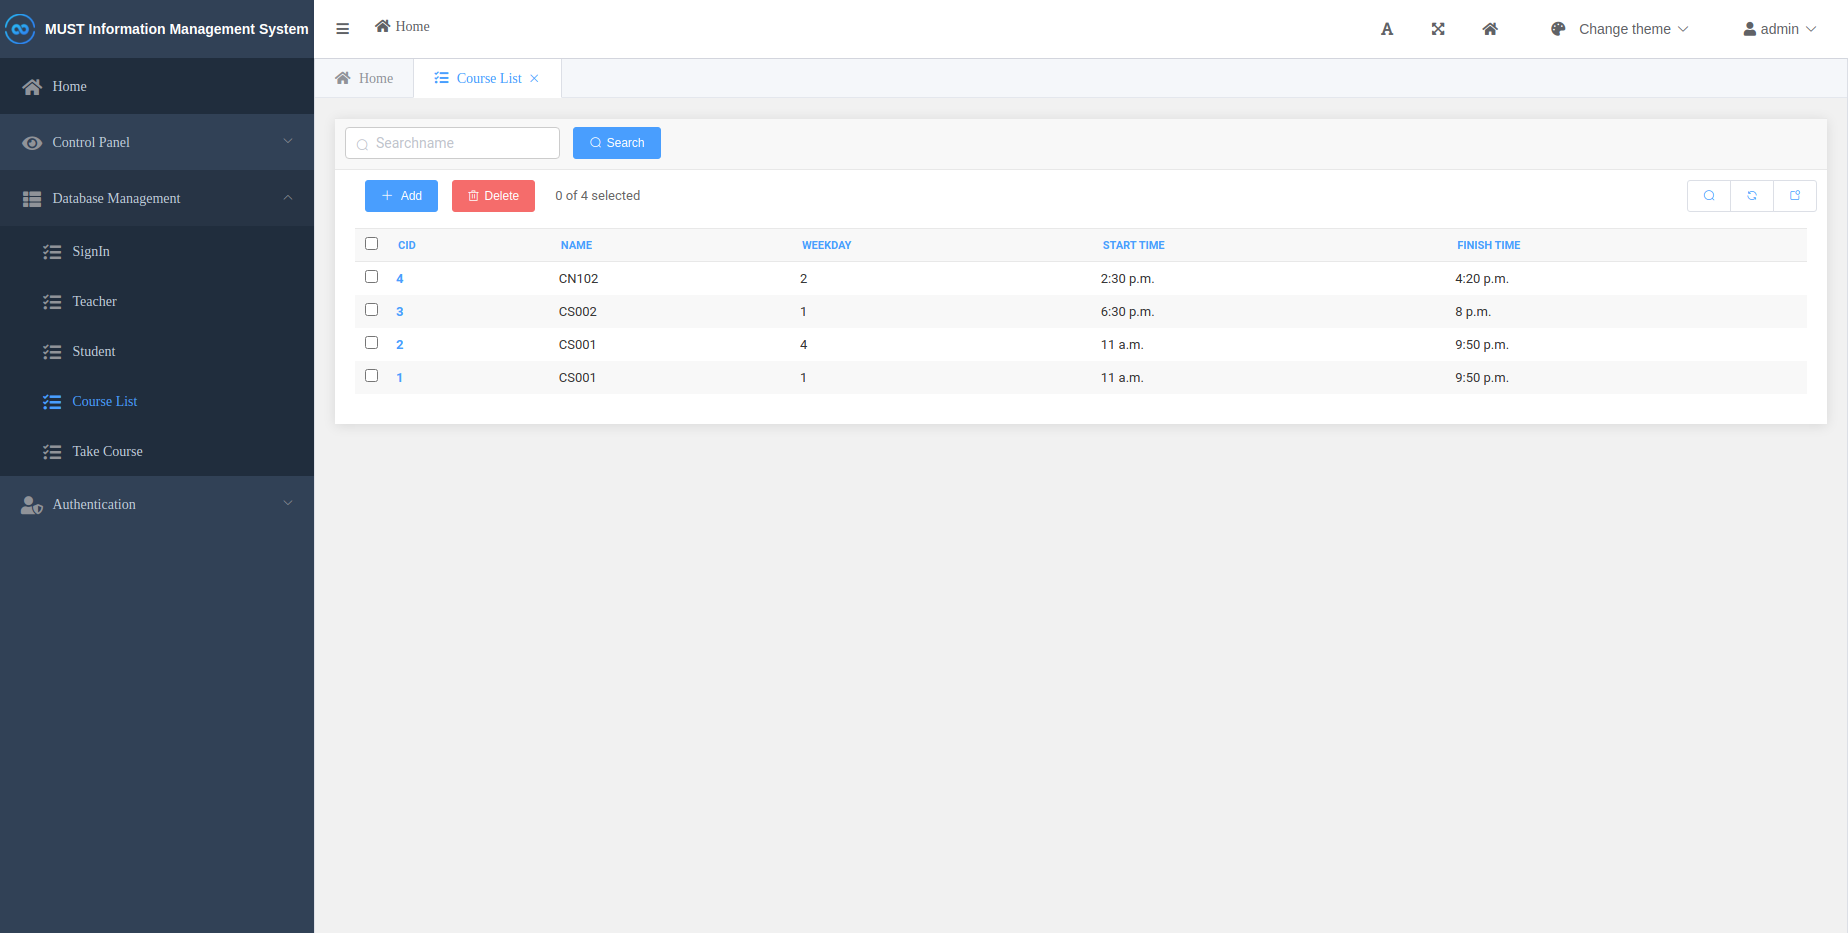 MUST Information Management System
Home
Control Panel
Database Management
SignIn
Teacher
Student
Course List
Take Course
Authentication
Home
Change theme
admin
Home
Course List
Searchname
Search
Add
Delete
0 of 4 selected
CID NAME WEEKDAY START TIME FINISH TIME
4 CN102 2 2:30 p.m. 4:20 p.m.
3 CS002 1 6:30 p.m. 8 p.m.
2 CS001 4 11 a.m. 9:50 p.m.
1 CS001 1 11 a.m. 9:50 p.m.